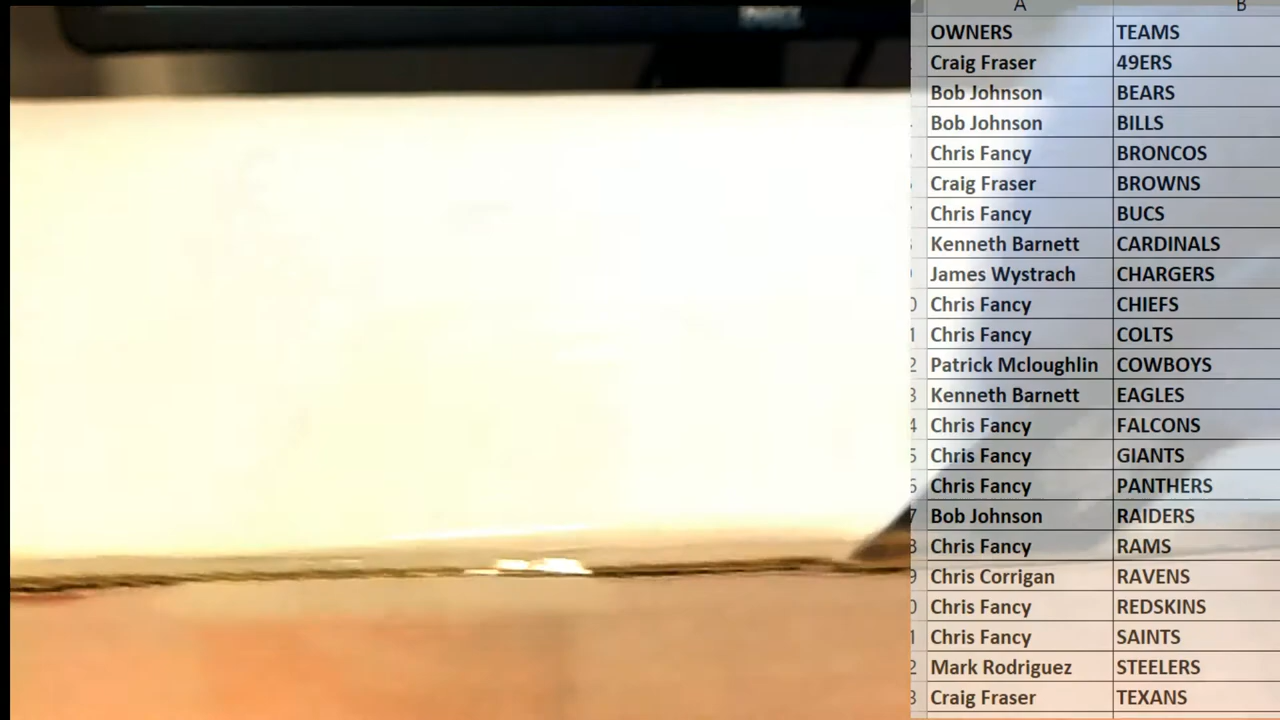 A B
OWNERS TEAMS
Craig Fraser 49ERS
Bob Johnson BEARS
Bob Johnson BILLS
Chris Fancy BRONCOS
Craig Fraser BROWNS
Chris Fancy BUCS
Kenneth Barnett CARDINALS
James Wystrach CHARGERS
Chris Fancy CHIEFS
Chris Fancy COLTS
Patrick Mcloughlin COWBOYS
Kenneth Barnett EAGLES
Chris Fancy FALCONS
Chris Fancy GIANTS
Chris Fancy PANTHERS
Bob Johnson RAIDERS
Chris Fancy RAMS
Chris Corrigan RAVENS
Chris Fancy REDSKINS
Chris Fancy SAINTS
Mark Rodriguez STEELERS
Craig Fraser TEXANS